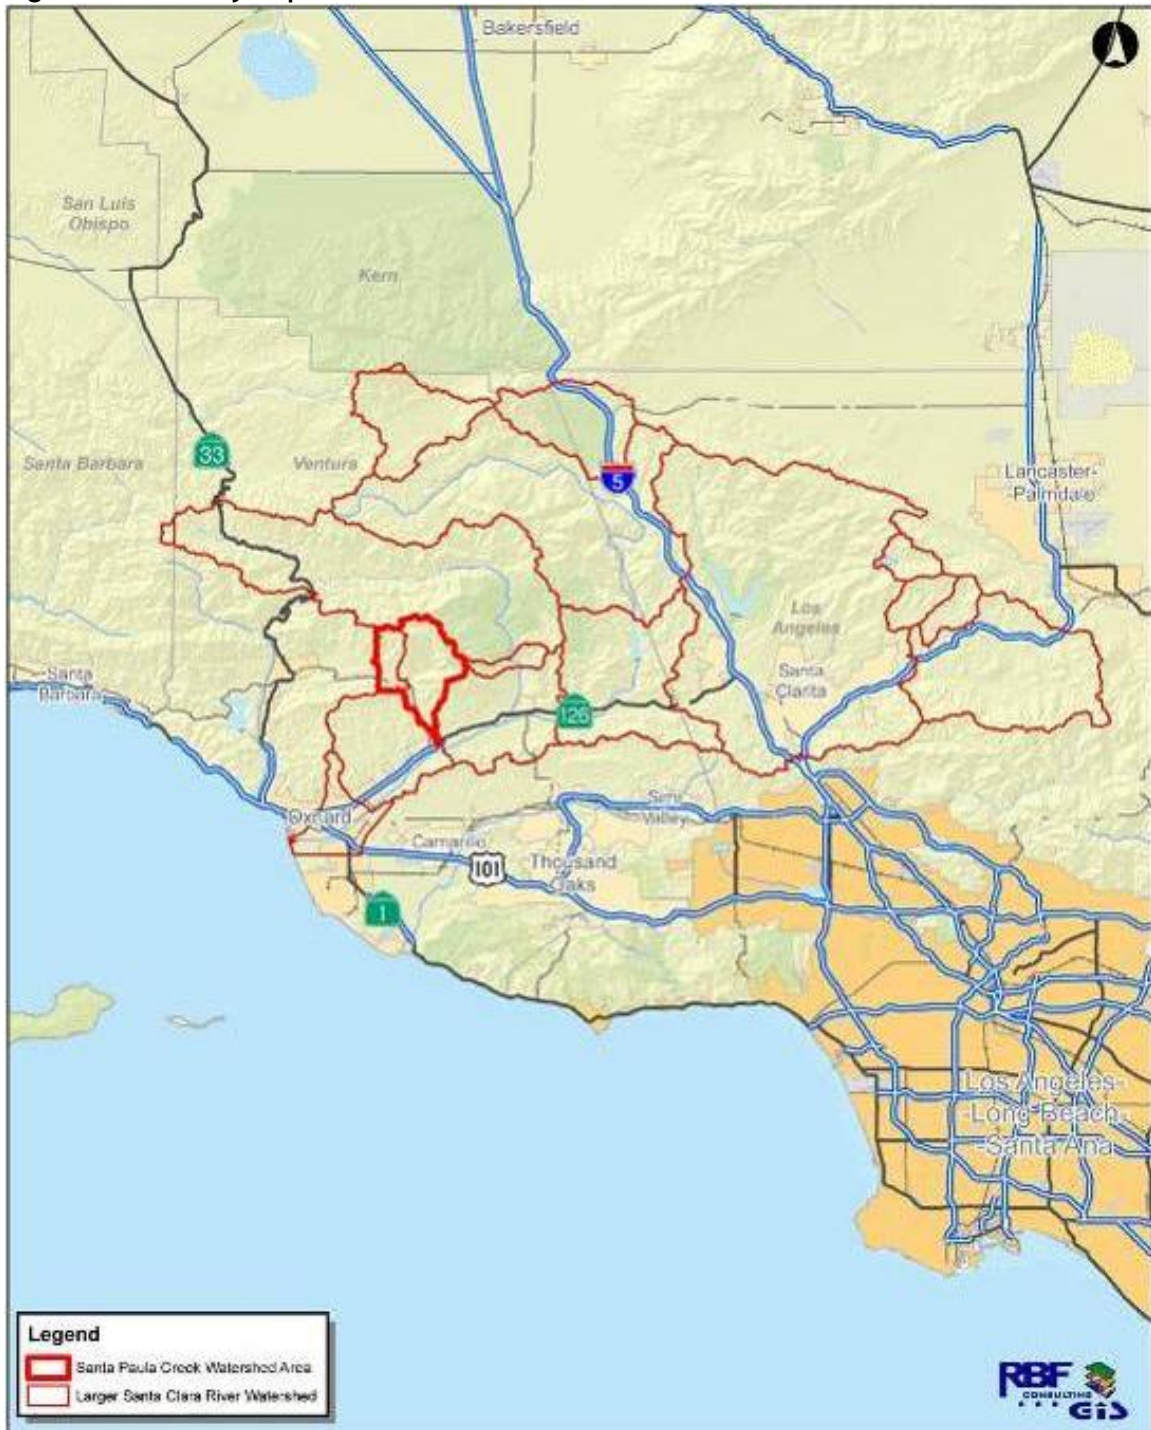 Bakersfield
San Luis
Obispo
Kern
33
Santa Barbara
Ventura
5
Lancaster-
-Palmdale
Los
Angeles
Santa
Clarita
Santa
Barbara
126
Oxnard
Camarillo
Simi
Valley
101
Thousand
Oaks
1
Los Angeles-
-Long Beach-
-Santa Ana
Legend
Santa Paula Creek Watershed Area
Larger Santa Clara River Watershed
RBF
CONSULTING
GIS